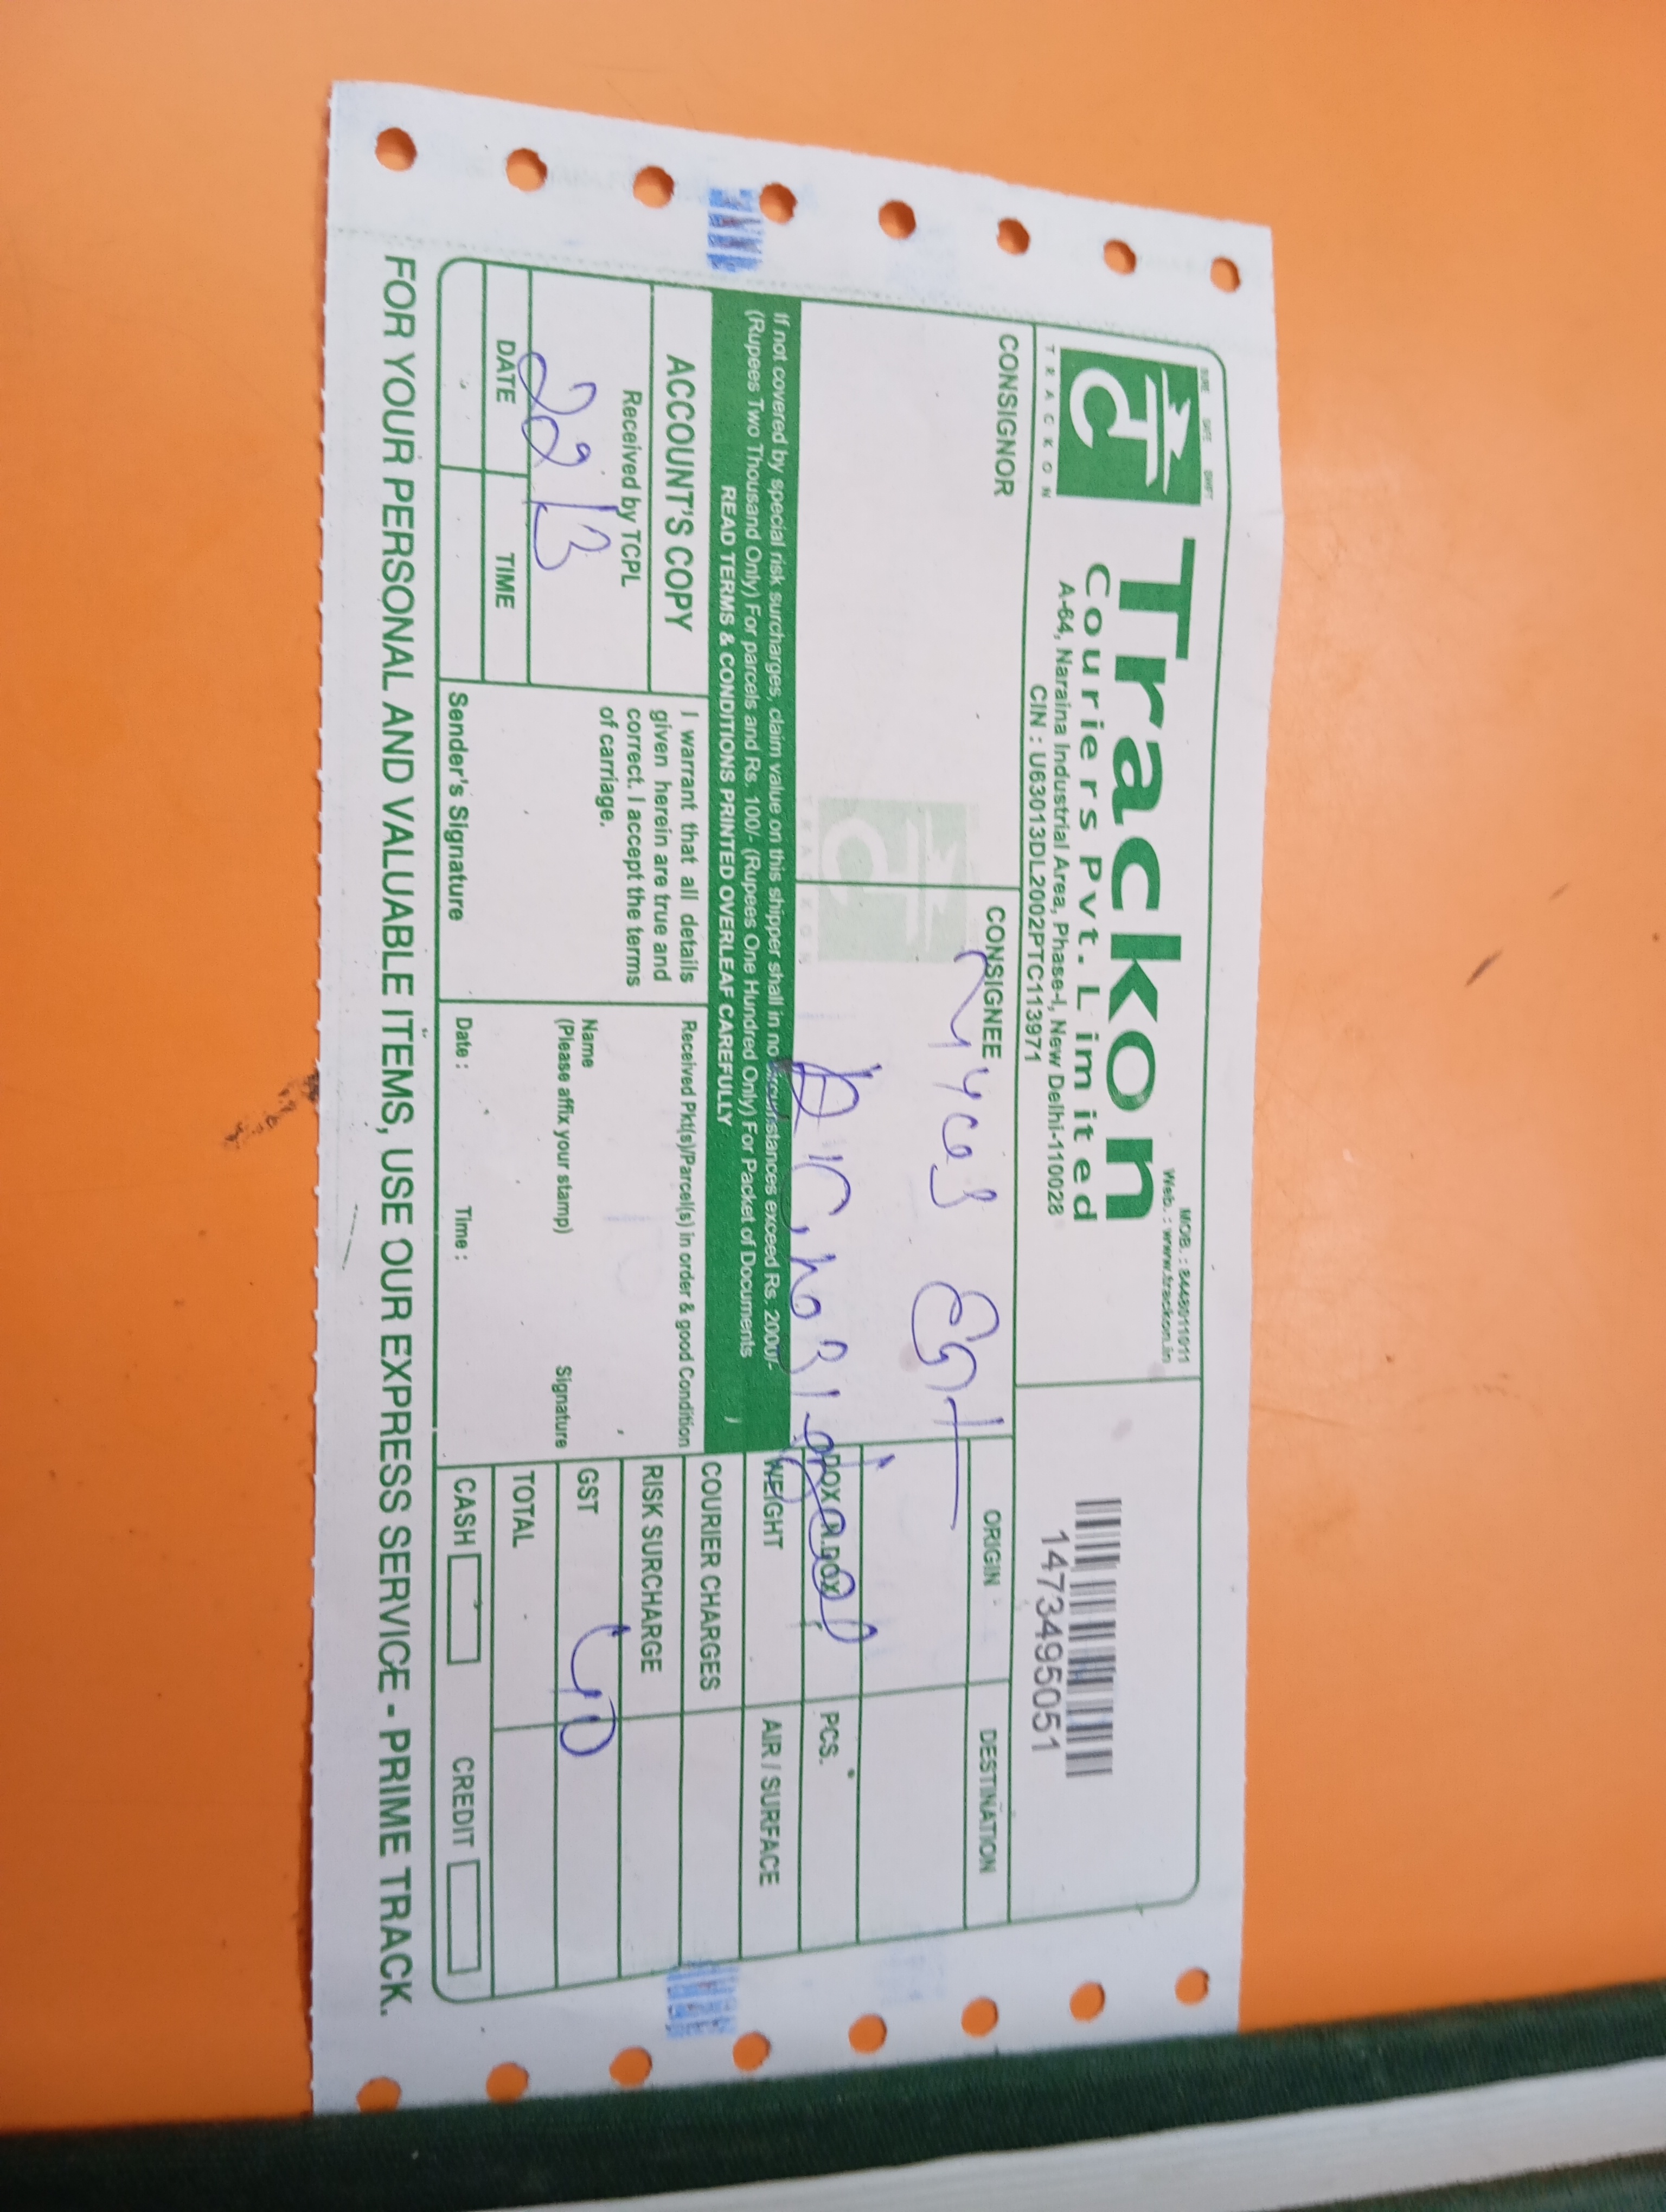 SURE SAFE SWIFT
TRACKON
Trackon
Couriers Pvt. Limited
A-64, Naraina Industrial Area, Phase-I, New Delhi-110028
CIN : U63013DL2002PTC113971
MOB. : 8448011011
Web. : www.trackon.in
1473495051
CONSIGNOR
CONSIGNEE
ORIGIN
DESTINATION
DOX / N.DOX
PCS.
WEIGHT
AIR / SURFACE
If not covered by special risk surcharges, claim value on this shipper shall in no circumstances exceed Rs. 2000/-
(Rupees Two Thousand Only) For parcels and Rs. 100/- (Rupees One Hundred Only) For Packet of Documents
READ TERMS & CONDITIONS PRINTED OVERLEAF CAREFULLY
COURIER CHARGES
RISK SURCHARGE
GST
TOTAL
CASH
CREDIT
ACCOUNT'S COPY
Received by TCPL
22/3
DATE
TIME
I warrant that all details
given herein are true and
correct. I accept the terms
of carriage.
Sender's Signature
Received Pkt(s)/Parcel(s) in order & good Condition
Name
(Please affix your stamp)
Signature
Date :
Time :
FOR YOUR PERSONAL AND VALUABLE ITEMS, USE OUR EXPRESS SERVICE - PRIME TRACK.